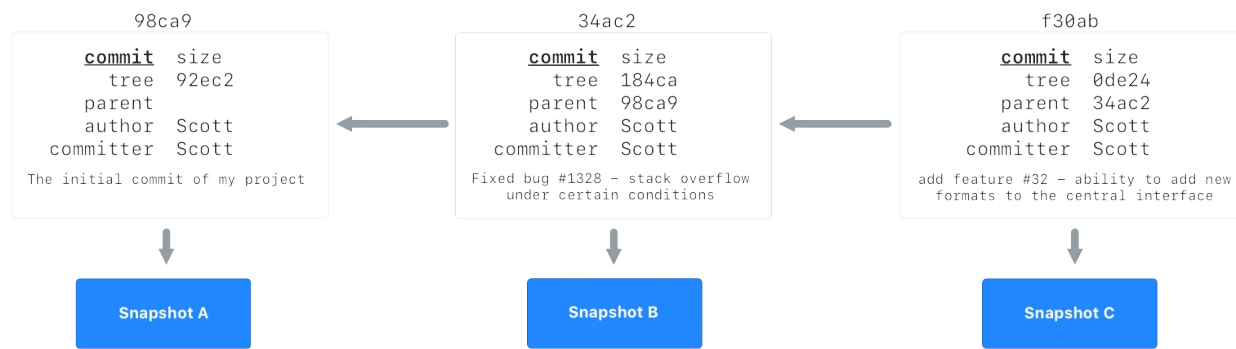 98ca9
commit size
tree 92ec2
parent
author Scott
committer Scott
The initial commit of my project
Snapshot A
34ac2
commit size
tree 184ca
parent 98ca9
author Scott
committer Scott
Fixed bug #1328 – stack overflow
under certain conditions
Snapshot B
f30ab
commit size
tree 0de24
parent 34ac2
author Scott
committer Scott
add feature #32 – ability to add new
formats to the central interface
Snapshot C